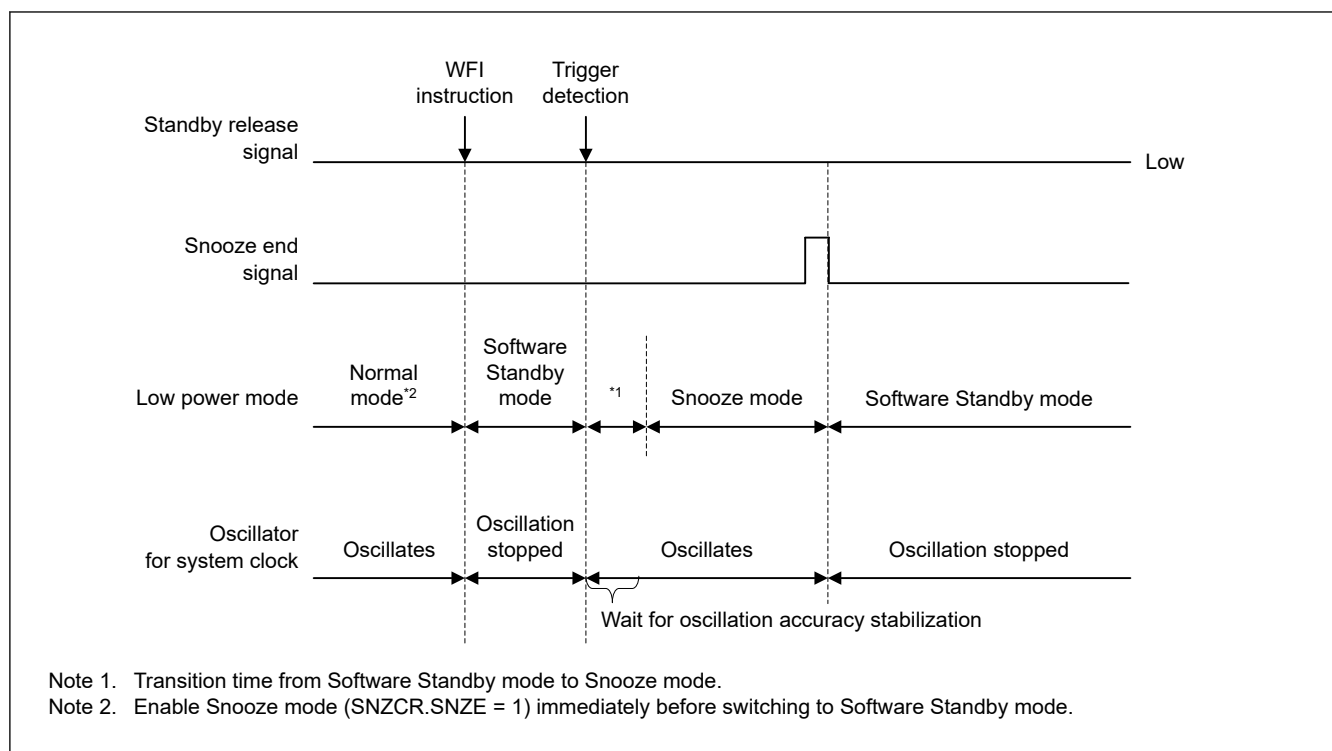 WFI
instruction
Trigger
detection
Standby release
signal
Low
Snooze end
signal
Low power mode
Normal
mode*2
Software
Standby
mode
*1
Snooze mode
Software Standby mode
Oscillator
for system clock
Oscillates
Oscillation
stopped
Oscillates
Oscillation stopped
Wait for oscillation accuracy stabilization
Note 1. Transition time from Software Standby mode to Snooze mode.
Note 2. Enable Snooze mode (SNZCR.SNZE = 1) immediately before switching to Software Standby mode.